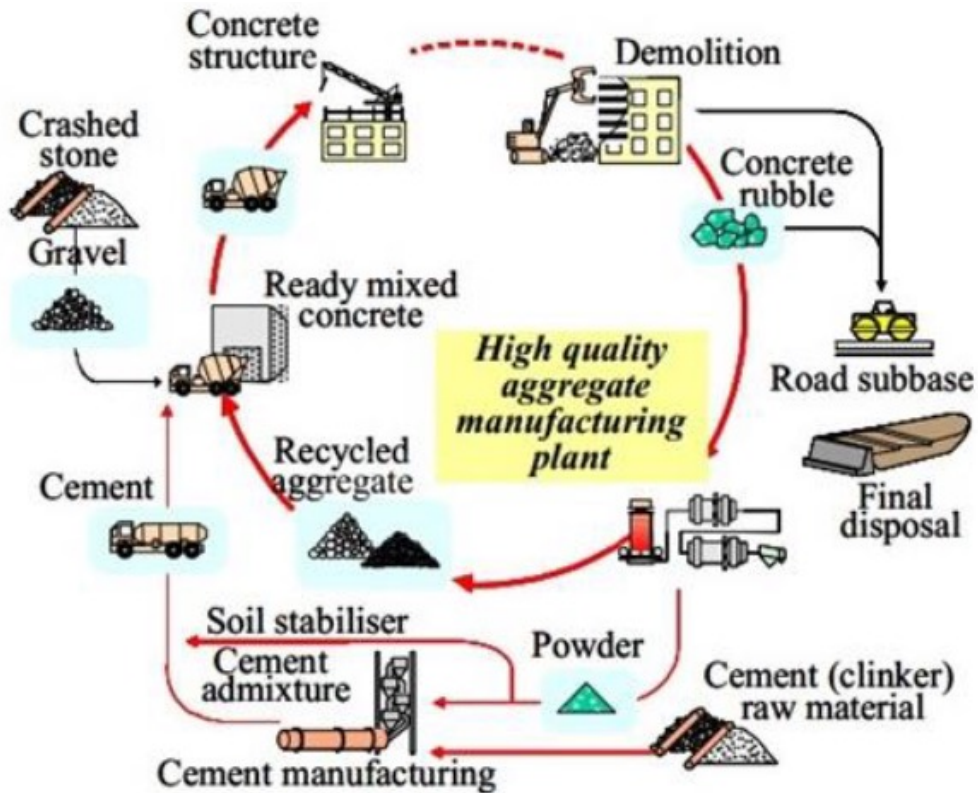 Concrete
structure
Demolition
Crashed
stone
Concrete
rubble
Gravel
Ready mixed
concrete
High quality
aggregate
manufacturing
plant
Road subbase
Recycled
aggregate
Cement
Final
disposal
Soil stabiliser
Powder
Cement
admixture
Cement (clinker)
raw material
Cement manufacturing